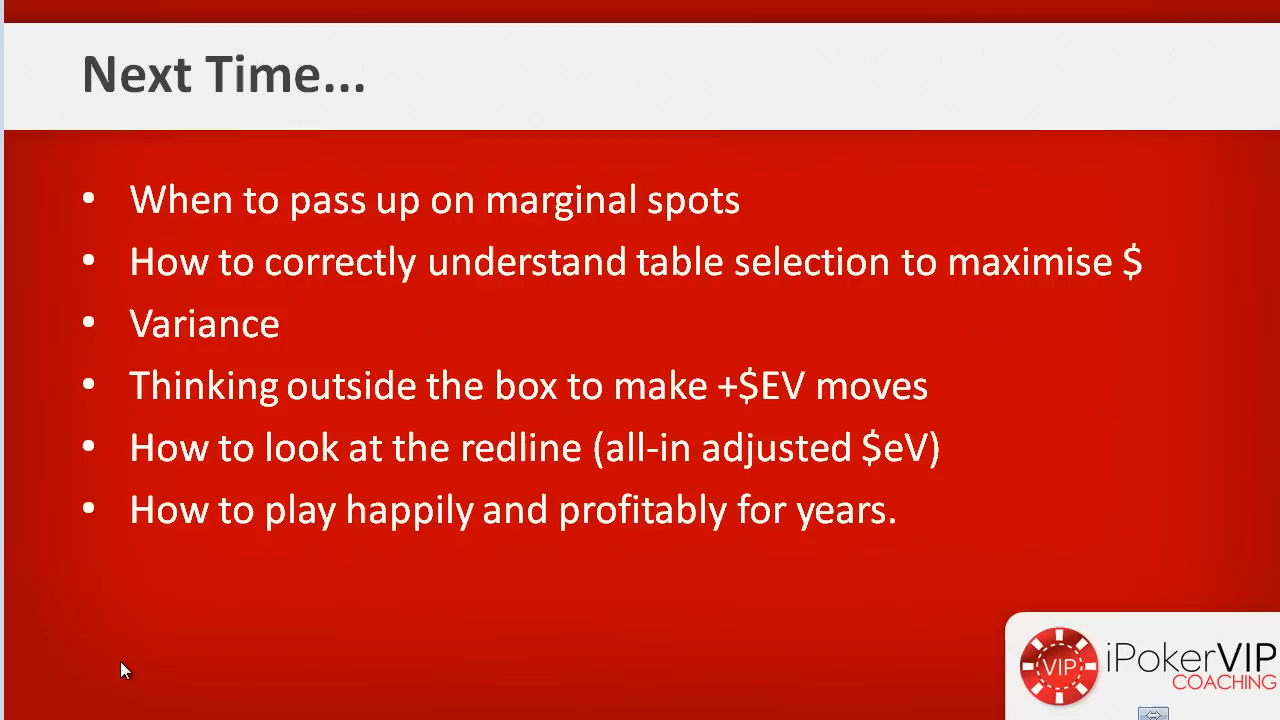 Next Time...
• When to pass up on marginal spots
• How to correctly understand table selection to maximise $
• Variance
• Thinking outside the box to make +$EV moves
• How to look at the redline (all-in adjusted $eV)
• How to play happily and profitably for years.
VIP
iPokerVIP
COACHING